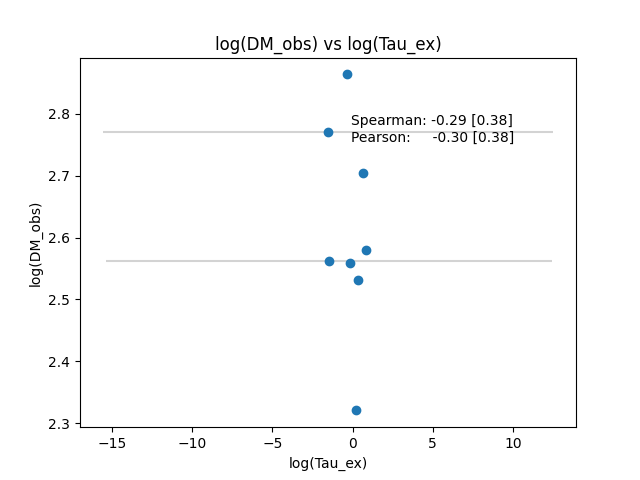 log(DM_obs) vs log(Tau_ex)
Spearman: -0.29 [0.38]
Pearson: -0.30 [0.38]
log(DM_obs)
2.8
2.7
2.6
2.5
2.4
2.3
−15
−10
−5
0
5
10
log(Tau_ex)